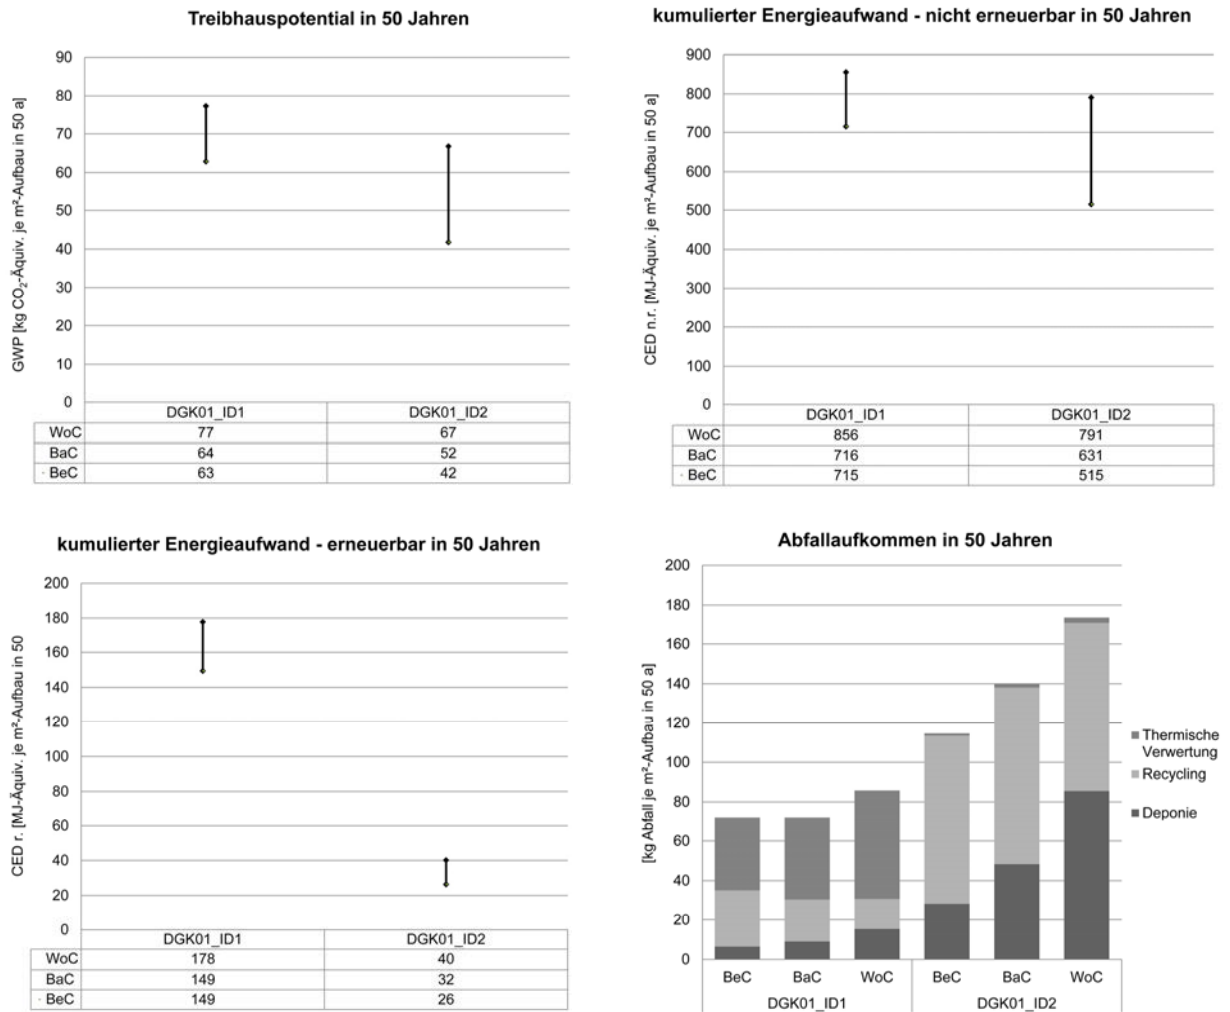 Treibhauspotential in 50 Jahren
GWP [kg CO₂-Äquiv. je m²-Aufbau in 50 a]
90
80
70
60
50
40
30
20
10
0
DGK01_ID1 DGK01_ID2
WoC 77 67
BaC 64 52
BeC 63 42
kumulierter Energieaufwand - nicht erneuerbar in 50 Jahren
CED n.r. [MJ-Äquiv. je m²-Aufbau in 50 a]
900
800
700
600
500
400
300
200
100
0
DGK01_ID1 DGK01_ID2
WoC 856 791
BaC 716 631
BeC 715 515
kumulierter Energieaufwand - erneuerbar in 50 Jahren
CED r. [MJ-Äquiv. je m²-Aufbau in 50
200
180
160
140
120
100
80
60
40
20
0
DGK01_ID1 DGK01_ID2
WoC 178 40
BaC 149 32
BeC 149 26
Abfallaufkommen in 50 Jahren
[kg Abfall je m²-Aufbau in 50 a]
200
180
160
140
120
100
80
60
40
20
0
BeC BaC WoC BeC BaC WoC
DGK01_ID1 DGK01_ID2
Thermische
Verwertung
Recycling
Deponie